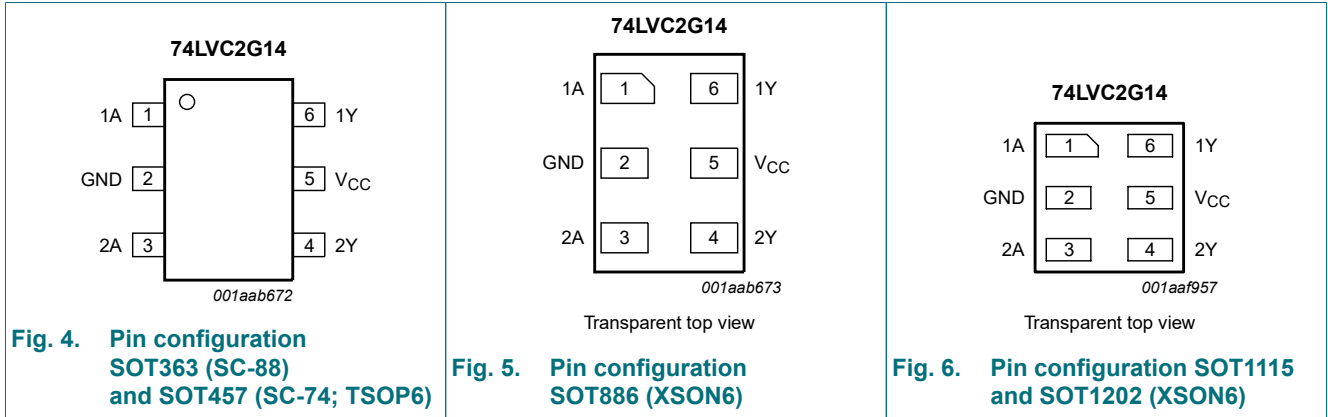 74LVC2G14
1A 1 6 1Y
GND 2 5 VCC
2A 3 4 2Y
001aab672
Fig. 4. Pin configuration
SOT363 (SC-88)
and SOT457 (SC-74; TSOP6)
74LVC2G14
1A 1 6 1Y
GND 2 5 VCC
2A 3 4 2Y
001aab673
Transparent top view
Fig. 5. Pin configuration
SOT886 (XSON6)
74LVC2G14
1A 1 6 1Y
GND 2 5 VCC
2A 3 4 2Y
001aaf957
Transparent top view
Fig. 6. Pin configuration SOT1115
and SOT1202 (XSON6)